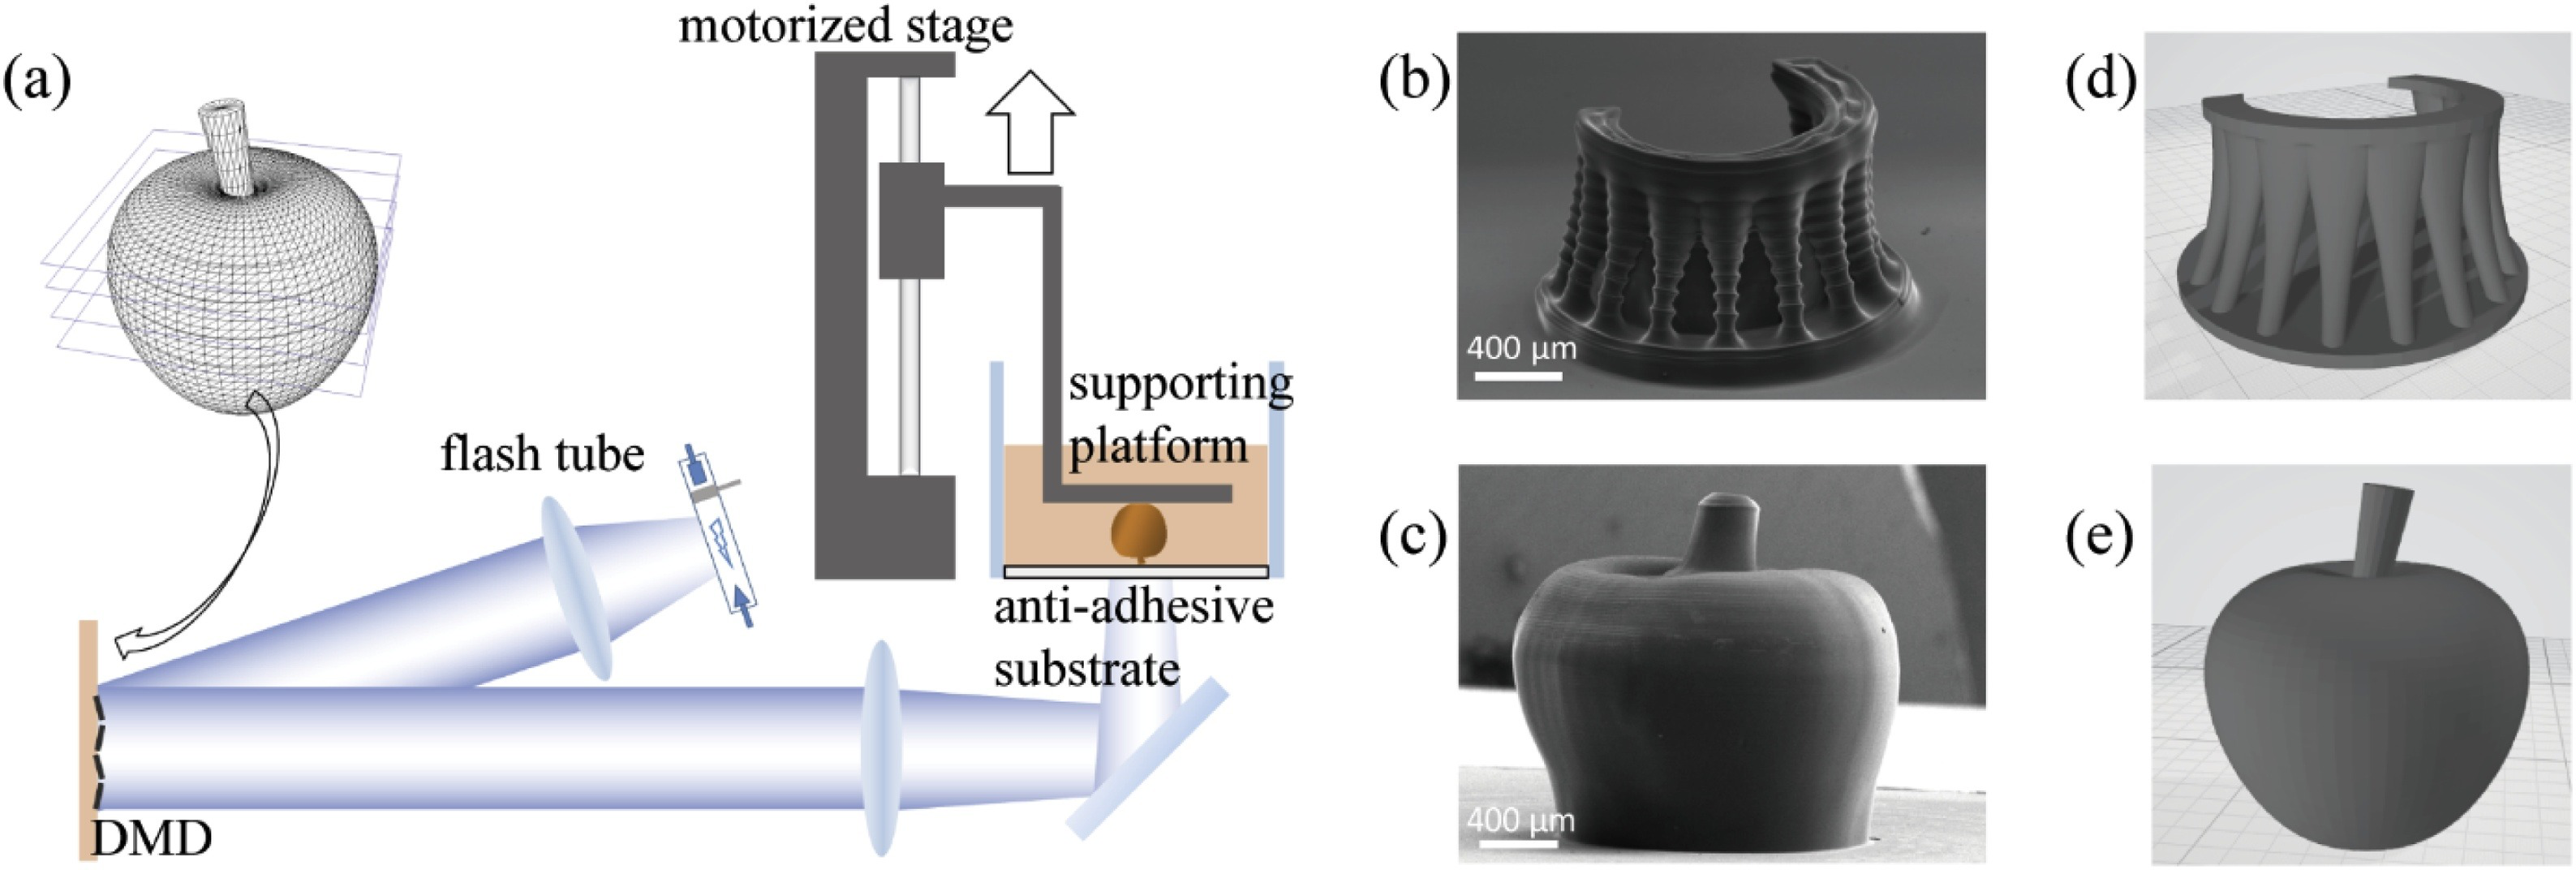 (a)
motorized stage
flash tube
supporting
platform
anti-adhesive
substrate
DMD
(b)
400 μm
(c)
400 μm
(d)
(e)